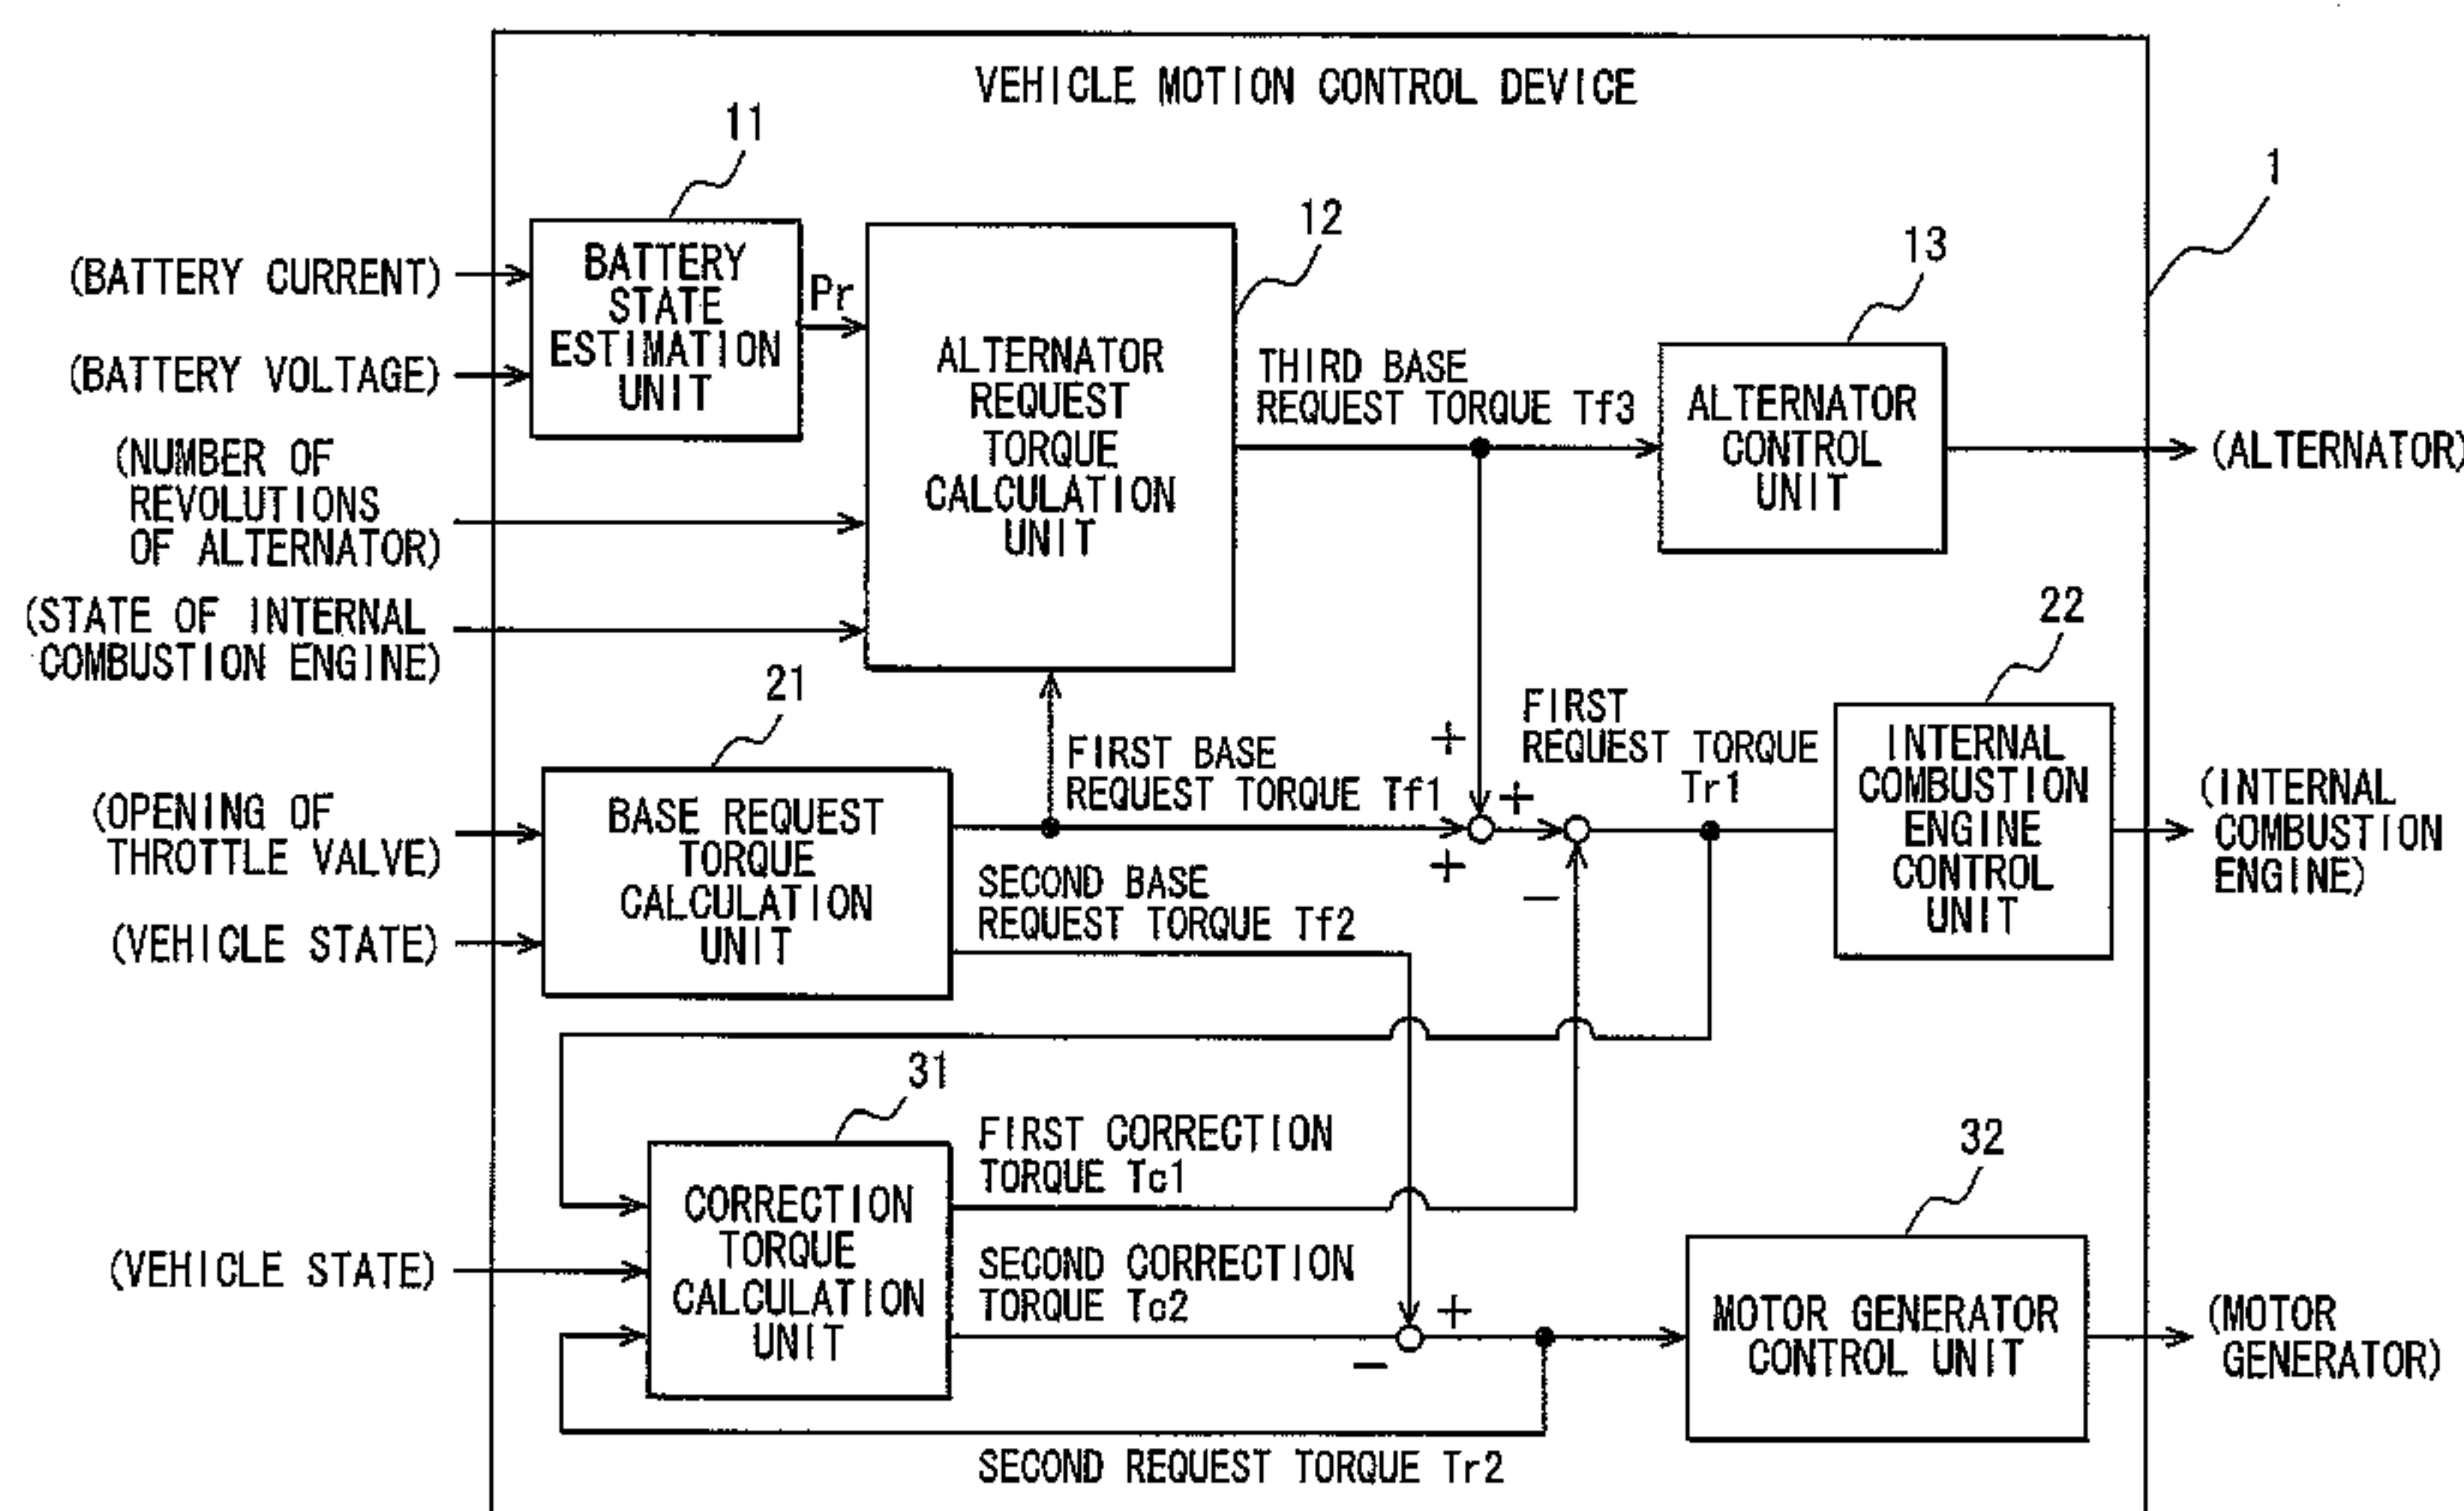 VEHICLE MOTION CONTROL DEVICE
1
11
12
13
(BATTERY CURRENT)
(BATTERY VOLTAGE)
BATTERY
STATE
ESTIMATION
UNIT
Pr
(NUMBER OF
REVOLUTIONS
OF ALTERNATOR)
(STATE OF INTERNAL
COMBUSTION ENGINE)
ALTERNATOR
REQUEST
TORQUE
CALCULATION
UNIT
THIRD BASE
REQUEST TORQUE Tf3
ALTERNATOR
CONTROL
UNIT
(ALTERNATOR)
21
22
(OPENING OF
THROTTLE VALVE)
(VEHICLE STATE)
BASE REQUEST
TORQUE
CALCULATION
UNIT
FIRST BASE
REQUEST TORQUE Tf1
SECOND BASE
REQUEST TORQUE Tf2
+
+
+
−
FIRST
REQUEST TORQUE
Tr1
INTERNAL
COMBUSTION
ENGINE
CONTROL
UNIT
(INTERNAL
COMBUSTION
ENGINE)
31
32
(VEHICLE STATE)
CORRECTION
TORQUE
CALCULATION
UNIT
FIRST CORRECTION
TORQUE Tc1
SECOND CORRECTION
TORQUE Tc2
+
−
MOTOR GENERATOR
CONTROL UNIT
(MOTOR
GENERATOR)
SECOND REQUEST TORQUE Tr2